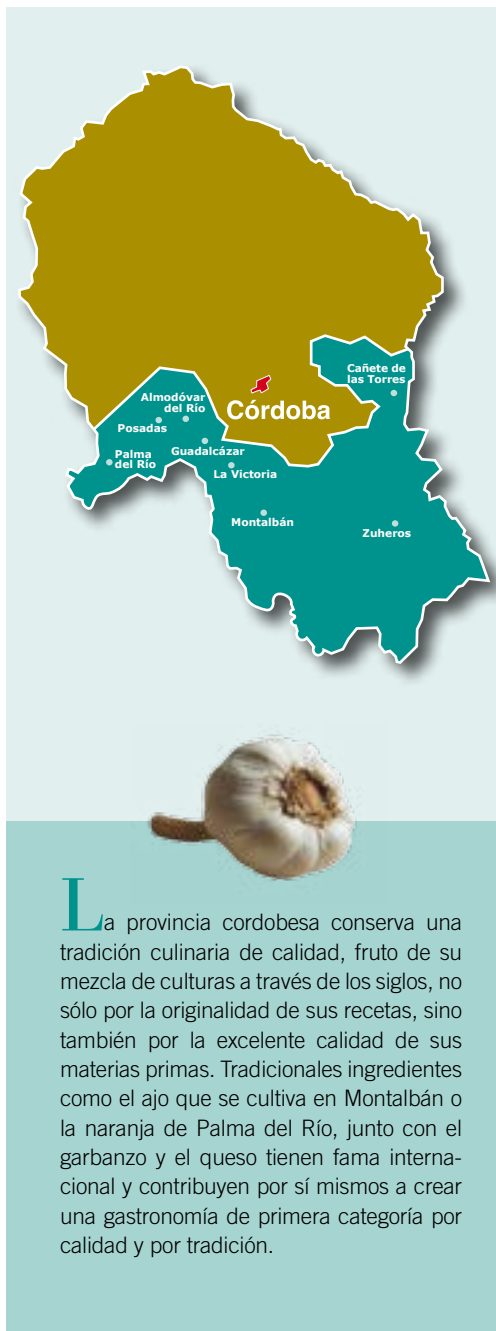 Cañete de
las Torres
Almodóvar
del Río
Córdoba
Posadas
Guadalcázar
Palma
del Río
La Victoria
Montalbán
Zuheros
La provincia cordobesa conserva una
tradición culinaria de calidad, fruto de su
mezcla de culturas a través de los siglos, no
sólo por la originalidad de sus recetas, sino
también por la excelente calidad de sus
materias primas. Tradicionales ingredientes
como el ajo que se cultiva en Montalbán o
la naranja de Palma del Río, junto con el
garbanzo y el queso tienen fama interna-
cional y contribuyen por sí mismos a crear
una gastronomía de primera categoría por
calidad y por tradición.